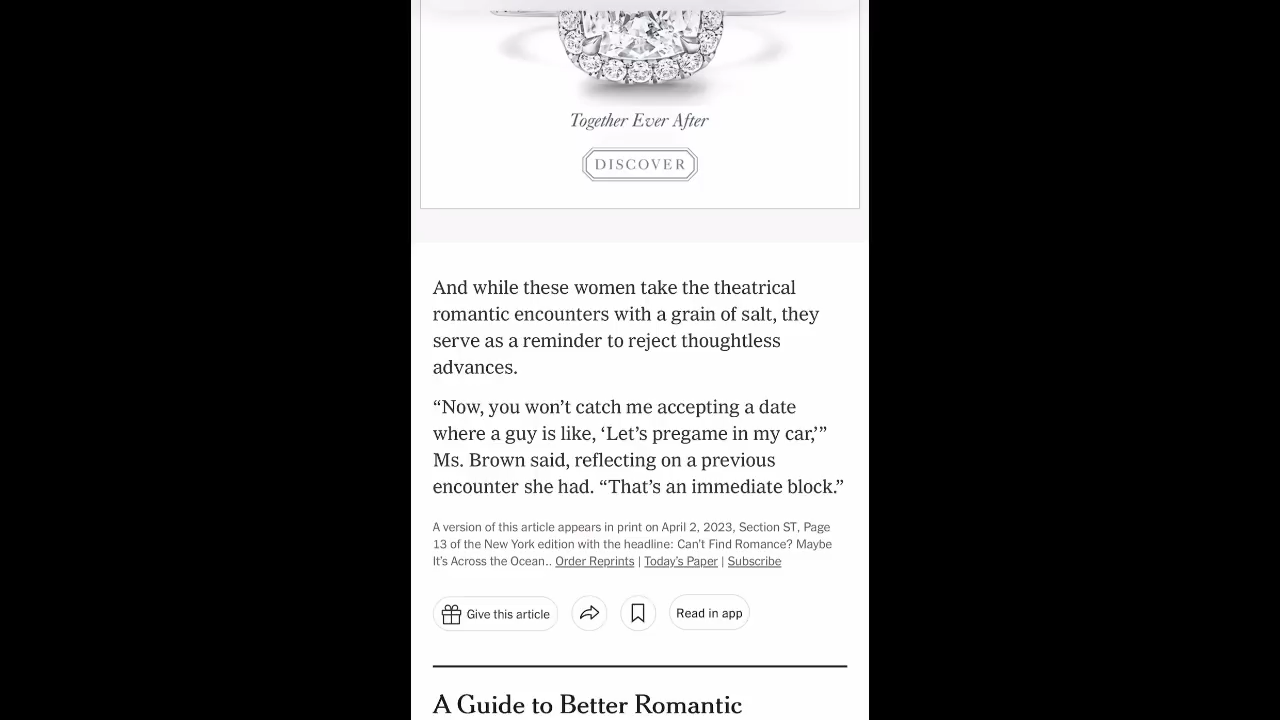 Together Ever After
DISCOVER
And while these women take the theatrical
romantic encounters with a grain of salt, they
serve as a reminder to reject thoughtless
advances.
“Now, you won’t catch me accepting a date
where a guy is like, ‘Let’s pregame in my car,’”
Ms. Brown said, reflecting on a previous
encounter she had. “That’s an immediate block.”
A version of this article appears in print on April 2, 2023, Section ST, Page
13 of the New York edition with the headline: Can’t Find Romance? Maybe
It’s Across the Ocean.. Order Reprints | Today’s Paper | Subscribe
Give this article
Read in app
A Guide to Better Romantic